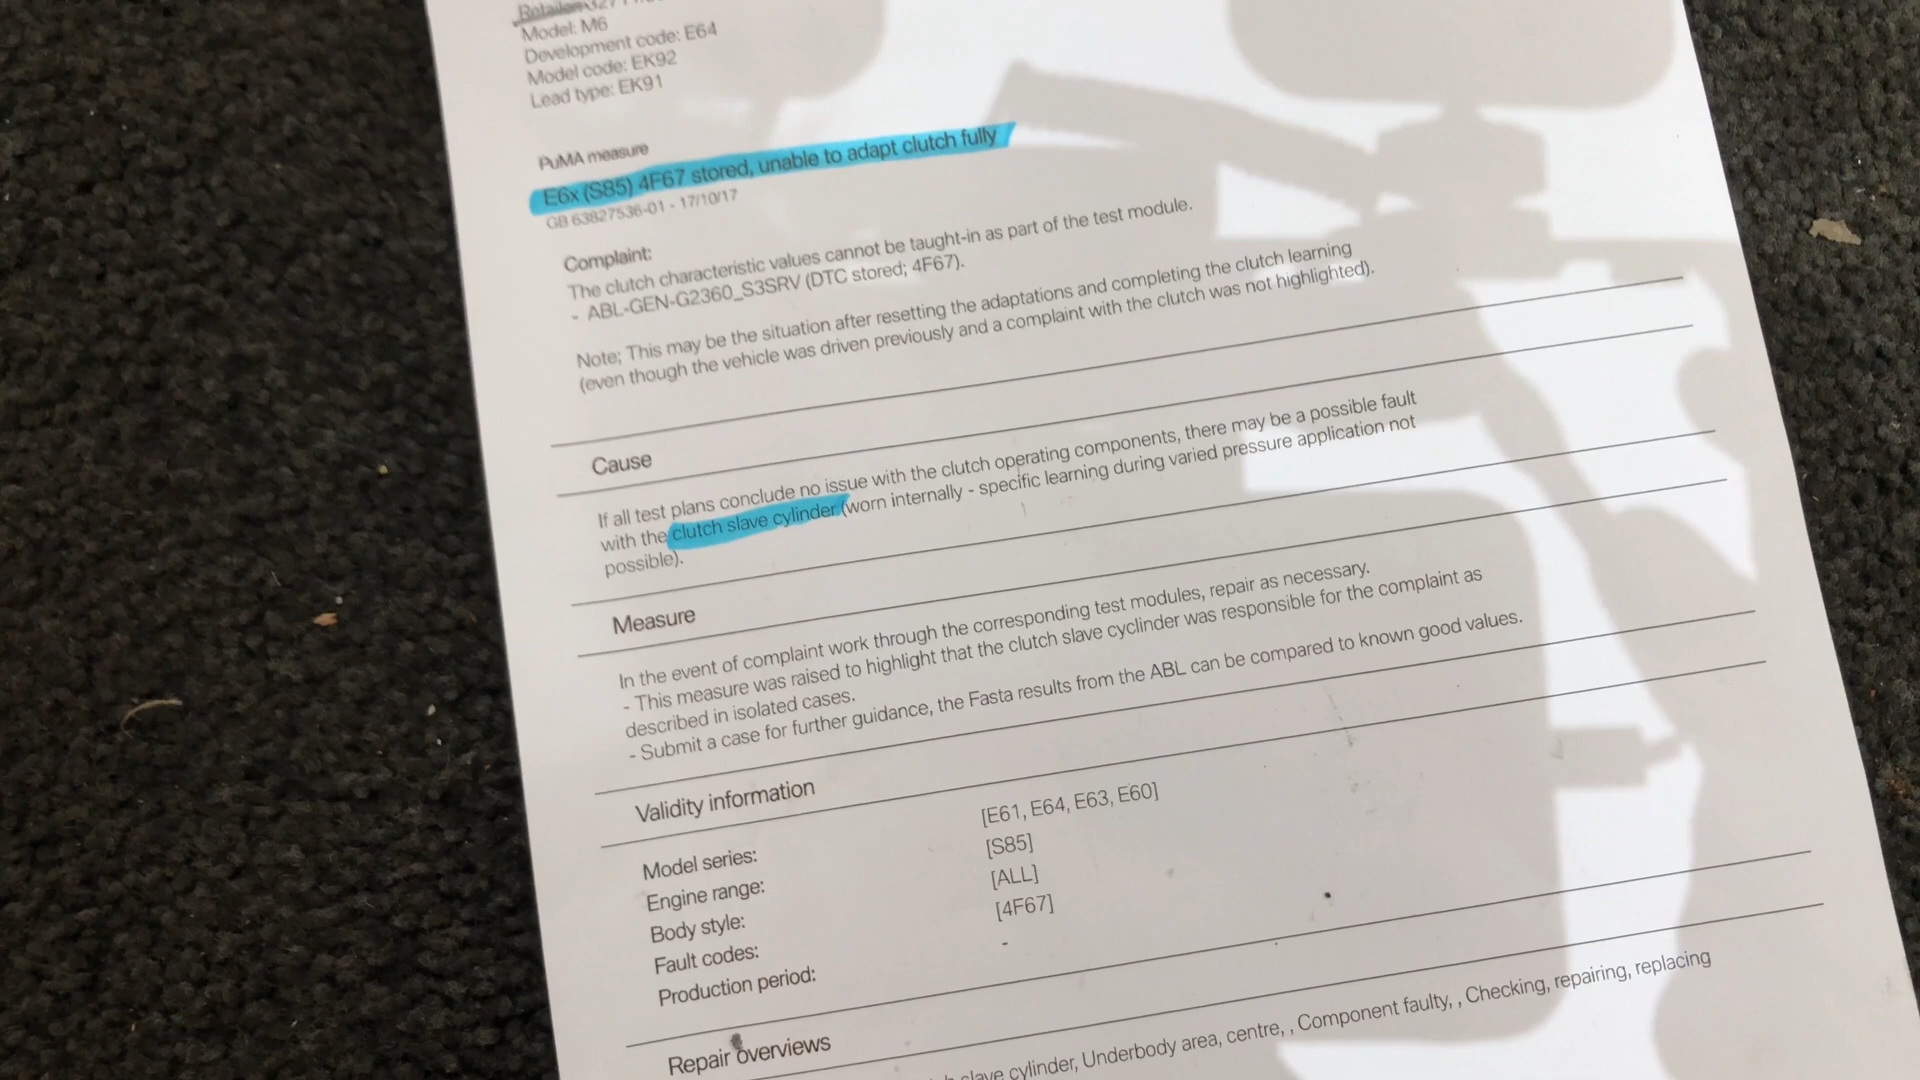 Model: M6
Development code: E64
Model code: EK92
Lead type: EK91
PuMA measure
E6x (S85) 4F67 stored, unable to adapt clutch fully
GB 63827536-01 - 17/10/17
Complaint:
The clutch characteristic values cannot be taught-in as part of the test module.
- ABL-GEN-G2360_S3SRV (DTC stored; 4F67).
Note; This may be the situation after resetting the adaptations and completing the clutch learning
(even though the vehicle was driven previously and a complaint with the clutch was not highlighted).
Cause
If all test plans conclude no issue with the clutch operating components, there may be a possible fault
with the clutch slave cylinder (worn internally - specific learning during varied pressure application not
possible).
Measure
In the event of complaint work through the corresponding test modules, repair as necessary.
- This measure was raised to highlight that the clutch slave cyclinder was responsible for the complaint as
described in isolated cases.
- Submit a case for further guidance, the Fasta results from the ABL can be compared to known good values.
Validity information
Model series: [E61, E64, E63, E60]
Engine range: [S85]
Body style: [ALL]
Fault codes: [4F67]
Production period: -
Repair overviews
slave cylinder, Underbody area, centre, , Component faulty, , Checking, repairing, replacing